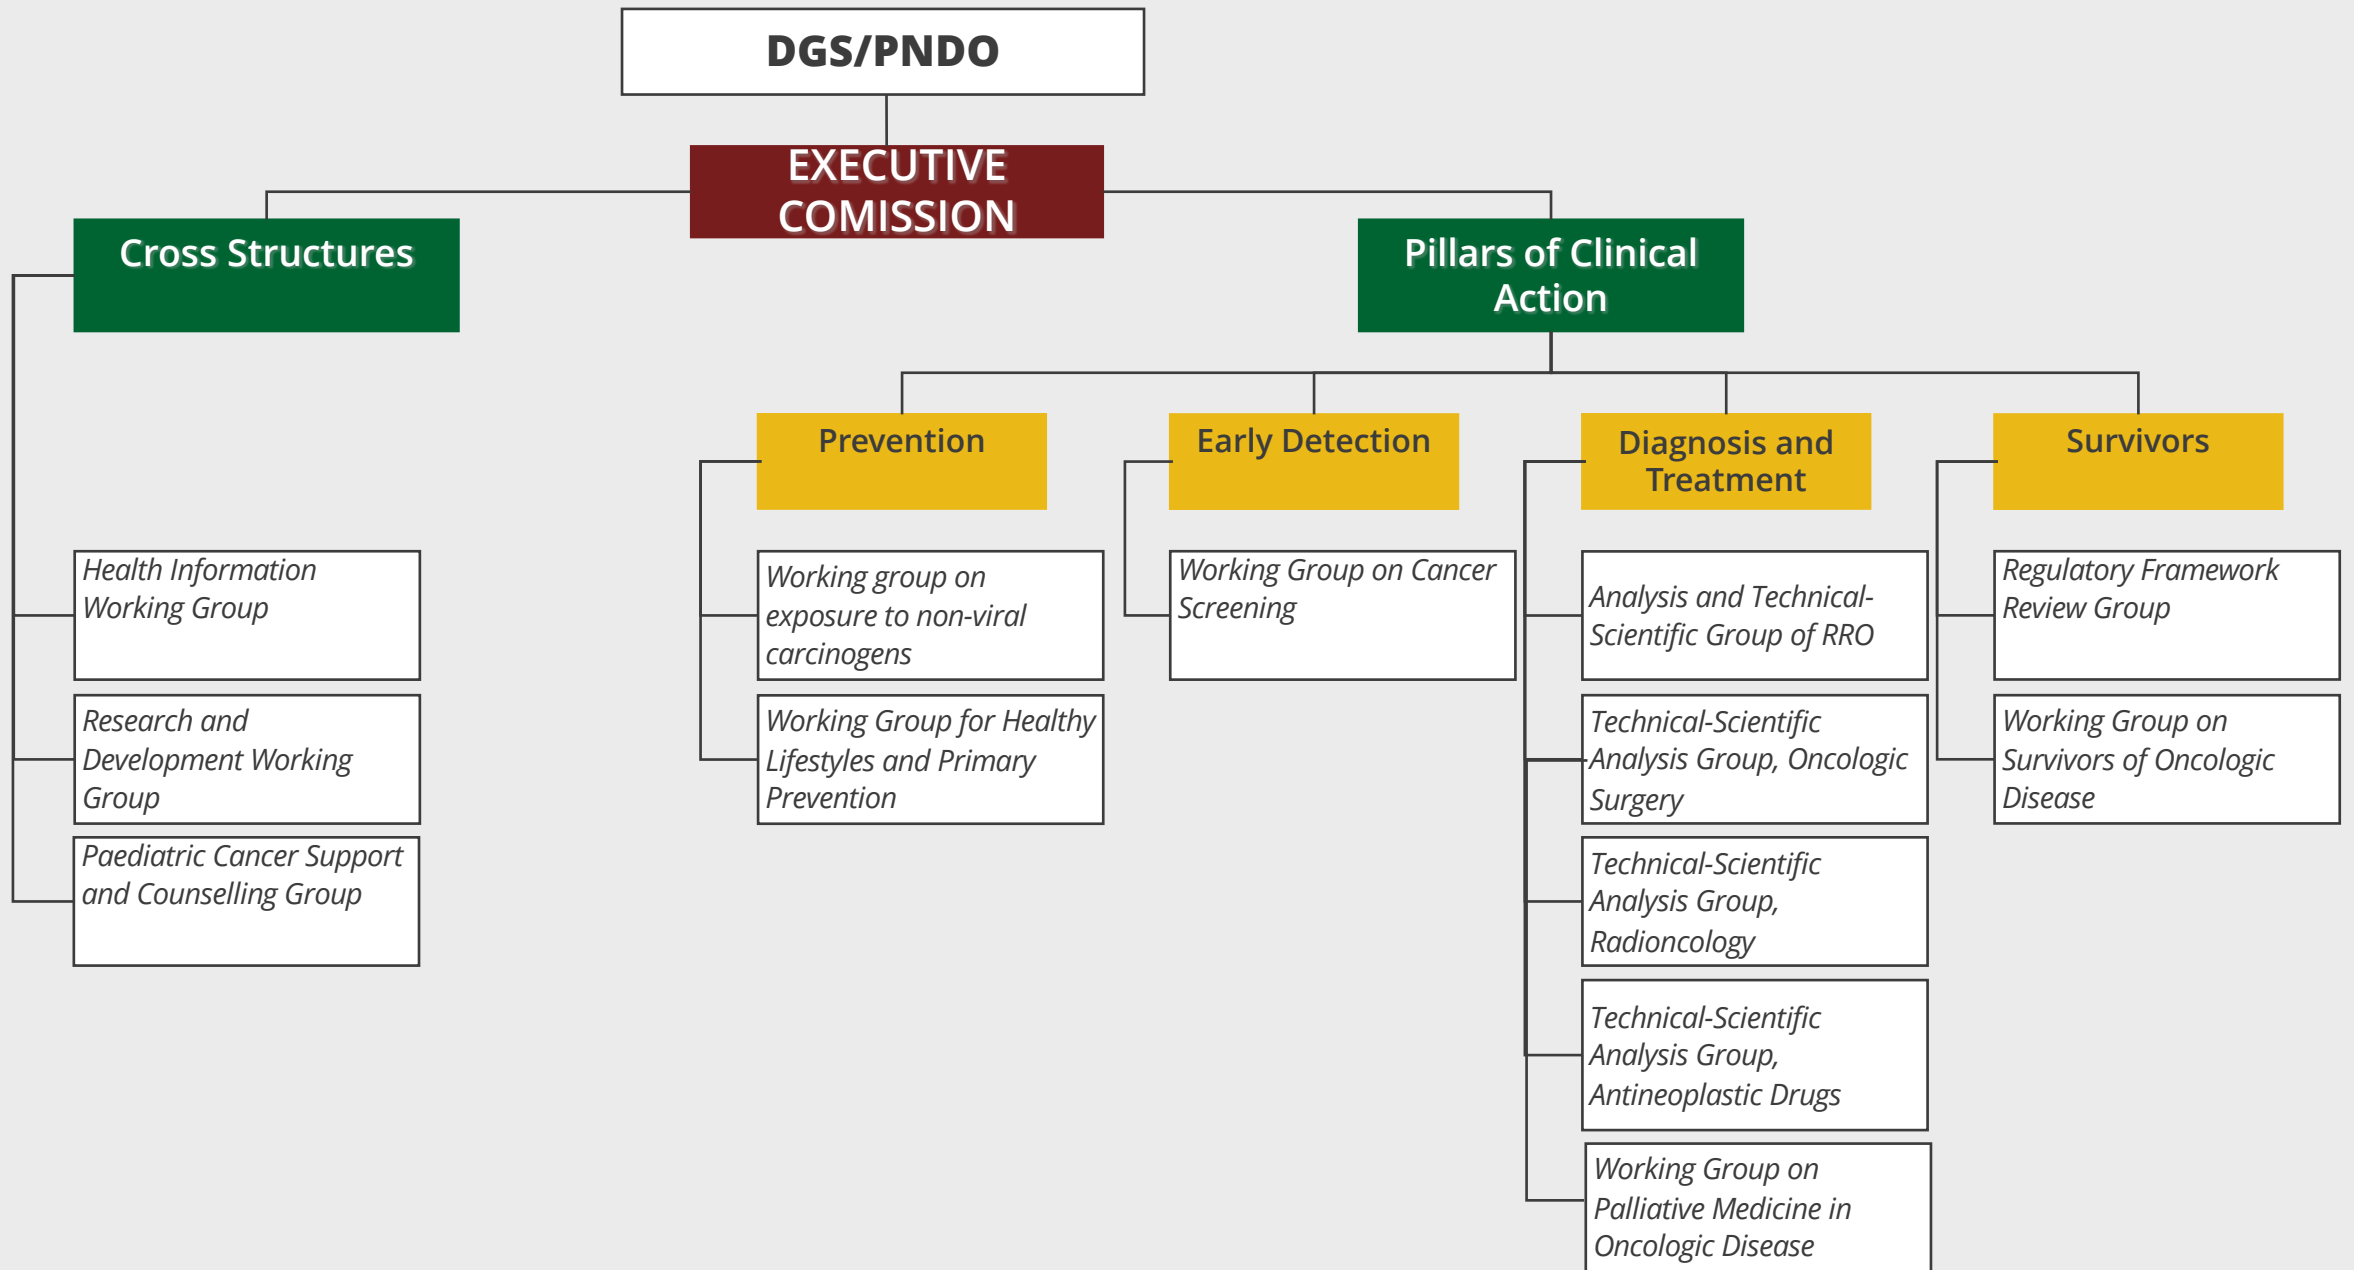 DGS/PNDO
EXECUTIVE
COMISSION
Cross Structures
Pillars of Clinical
Action
Prevention
Early Detection
Diagnosis and
Treatment
Survivors
Health Information
Working Group
Research and
Development Working
Group
Paediatric Cancer Support
and Counselling Group
Working group on
exposure to non-viral
carcinogens
Working Group for Healthy
Lifestyles and Primary
Prevention
Working Group on Cancer
Screening
Analysis and Technical-
Scientific Group of RRO
Technical-Scientific
Analysis Group, Oncologic
Surgery
Technical-Scientific
Analysis Group,
Radioncology
Technical-Scientific
Analysis Group,
Antineoplastic Drugs
Working Group on
Palliative Medicine in
Oncologic Disease
Regulatory Framework
Review Group
Working Group on
Survivors of Oncologic
Disease